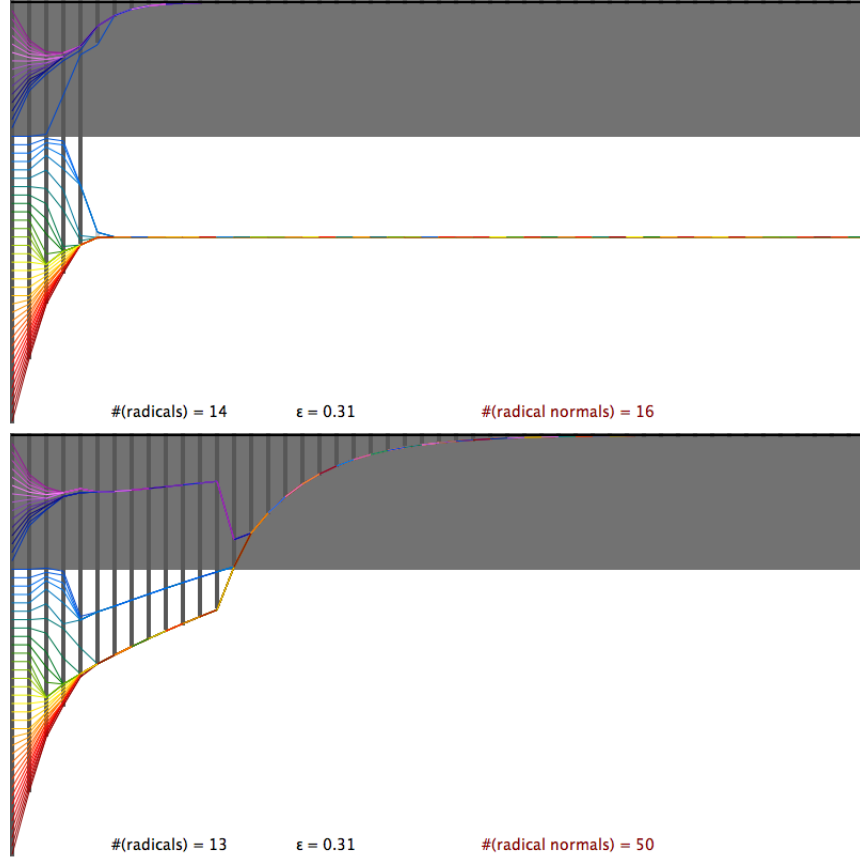 #(radicals) = 14 ε = 0.31 #(radical normals) = 16
#(radicals) = 13 ε = 0.31 #(radical normals) = 50